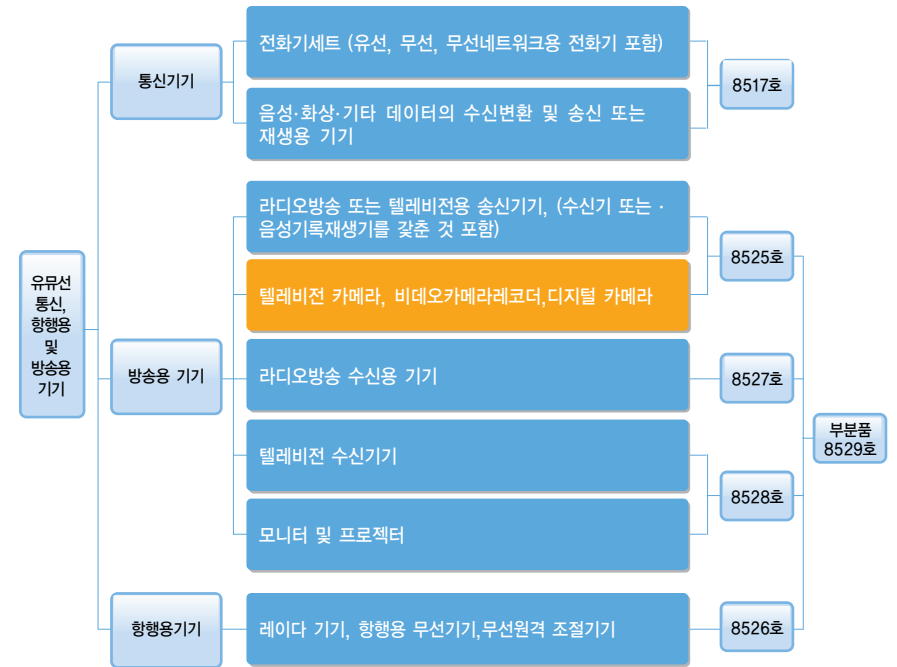 유뮤선
통신,
항행용
및
방송용
기기
통신기기
전화기세트 (유선, 무선, 무선네트워크용 전화기 포함)
음성·화상·기타 데이터의 수신변환 및 송신 또는
재생용 기기
8517호
방송용 기기
라디오방송 또는 텔레비전용 송신기기, (수신기 또는 ·
음성기록재생기를 갖춘 것 포함)
텔레비전 카메라, 비데오카메라레코더,디지털 카메라
8525호
라디오방송 수신용 기기
8527호
텔레비전 수신기기
모니터 및 프로젝터
8528호
항행용기기
레이다 기기, 항행용 무선기기,무선원격 조절기기
8526호
부분품
8529호